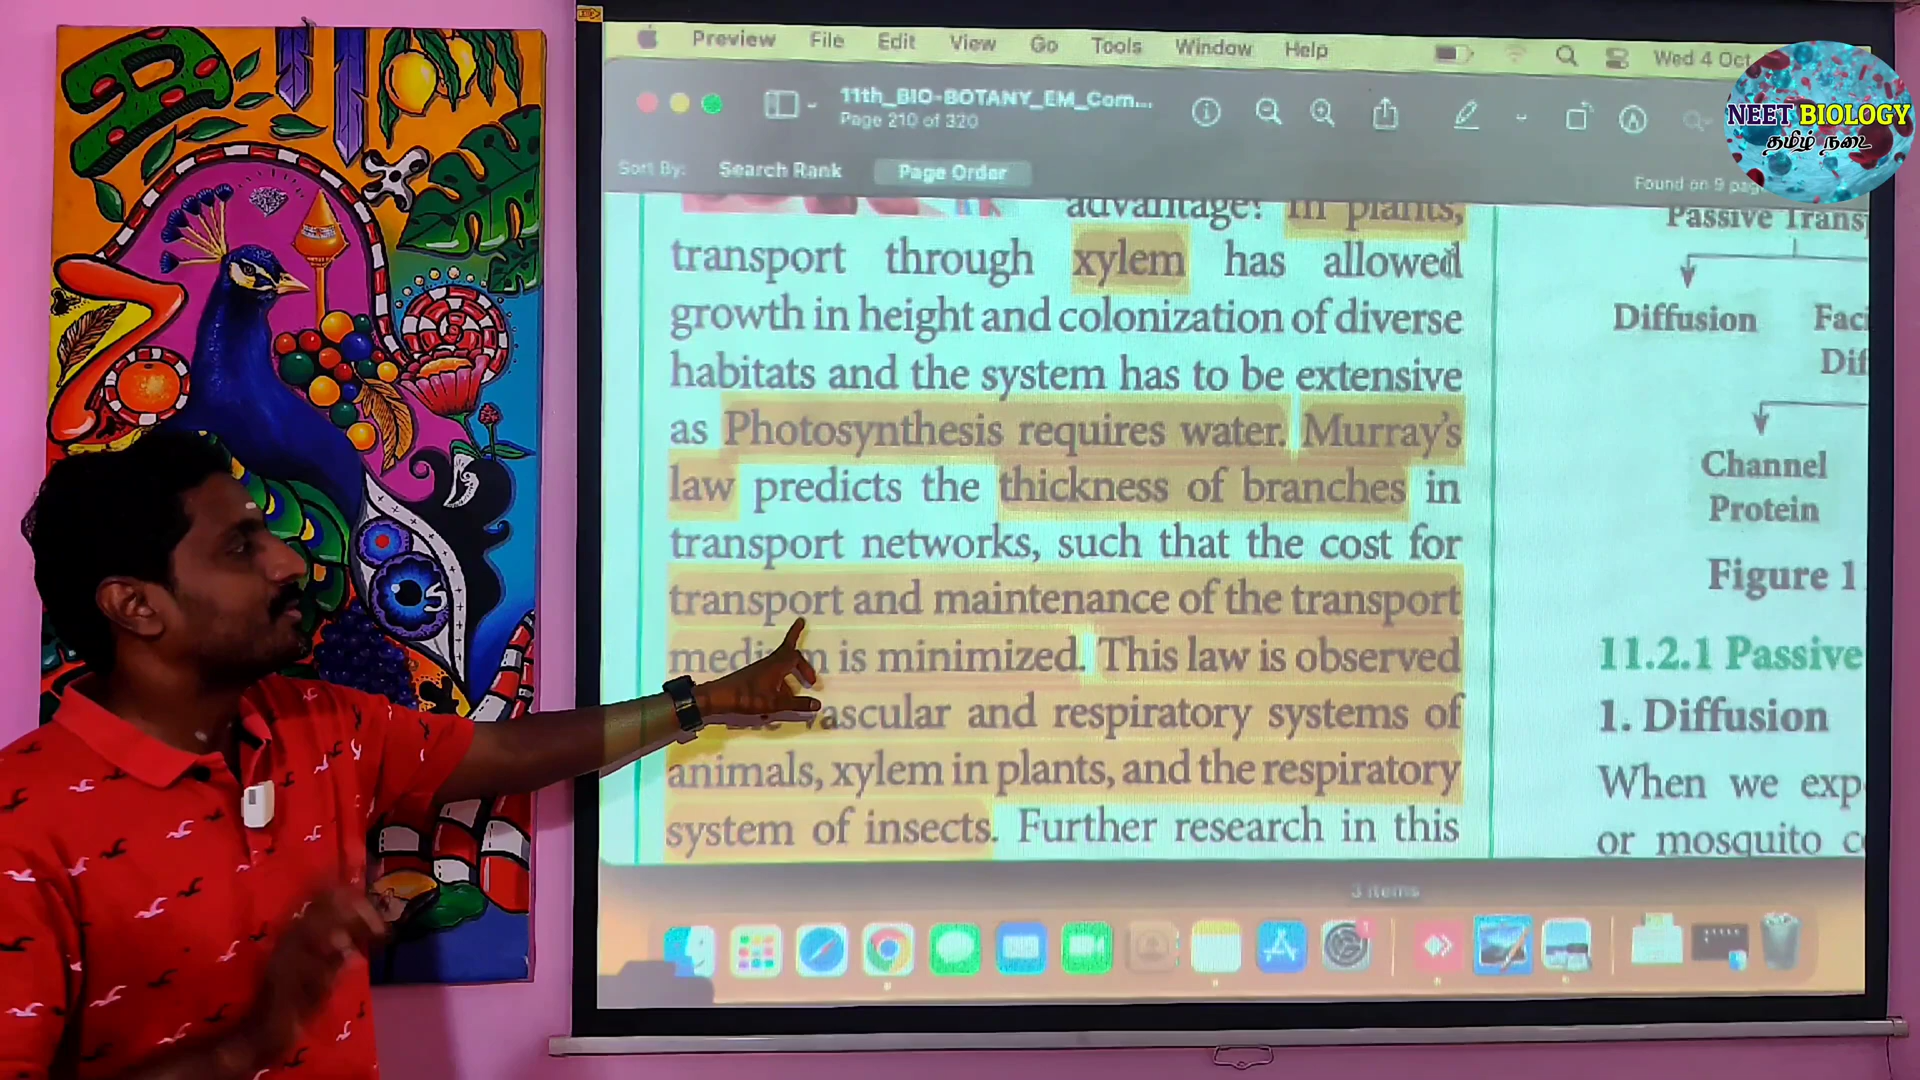 Preview File Edit View Go Tools Window Help Wed 4 Oct
NEET BIOLOGY
தமிழ் நடை
11th_BIO-BOTANY_EM_Com...
Page 210 of 320
Sort By: Search Rank Page Order
Found on 9
advantage? In plants,
transport through xylem has allowed
growth in height and colonization of diverse
habitats and the system has to be extensive
as Photosynthesis requires water. Murray's
law predicts the thickness of branches in
transport networks, such that the cost for
transport and maintenance of the transport
is minimized. This law is observed
vascular and respiratory systems of
animals, xylem in plants, and the respiratory
system of insects. Further research in this
Passive
Diffusion
Channel
Protein
Figure
11.2.1 Passive
1. Diffusion
When we
or mosquito
3 items